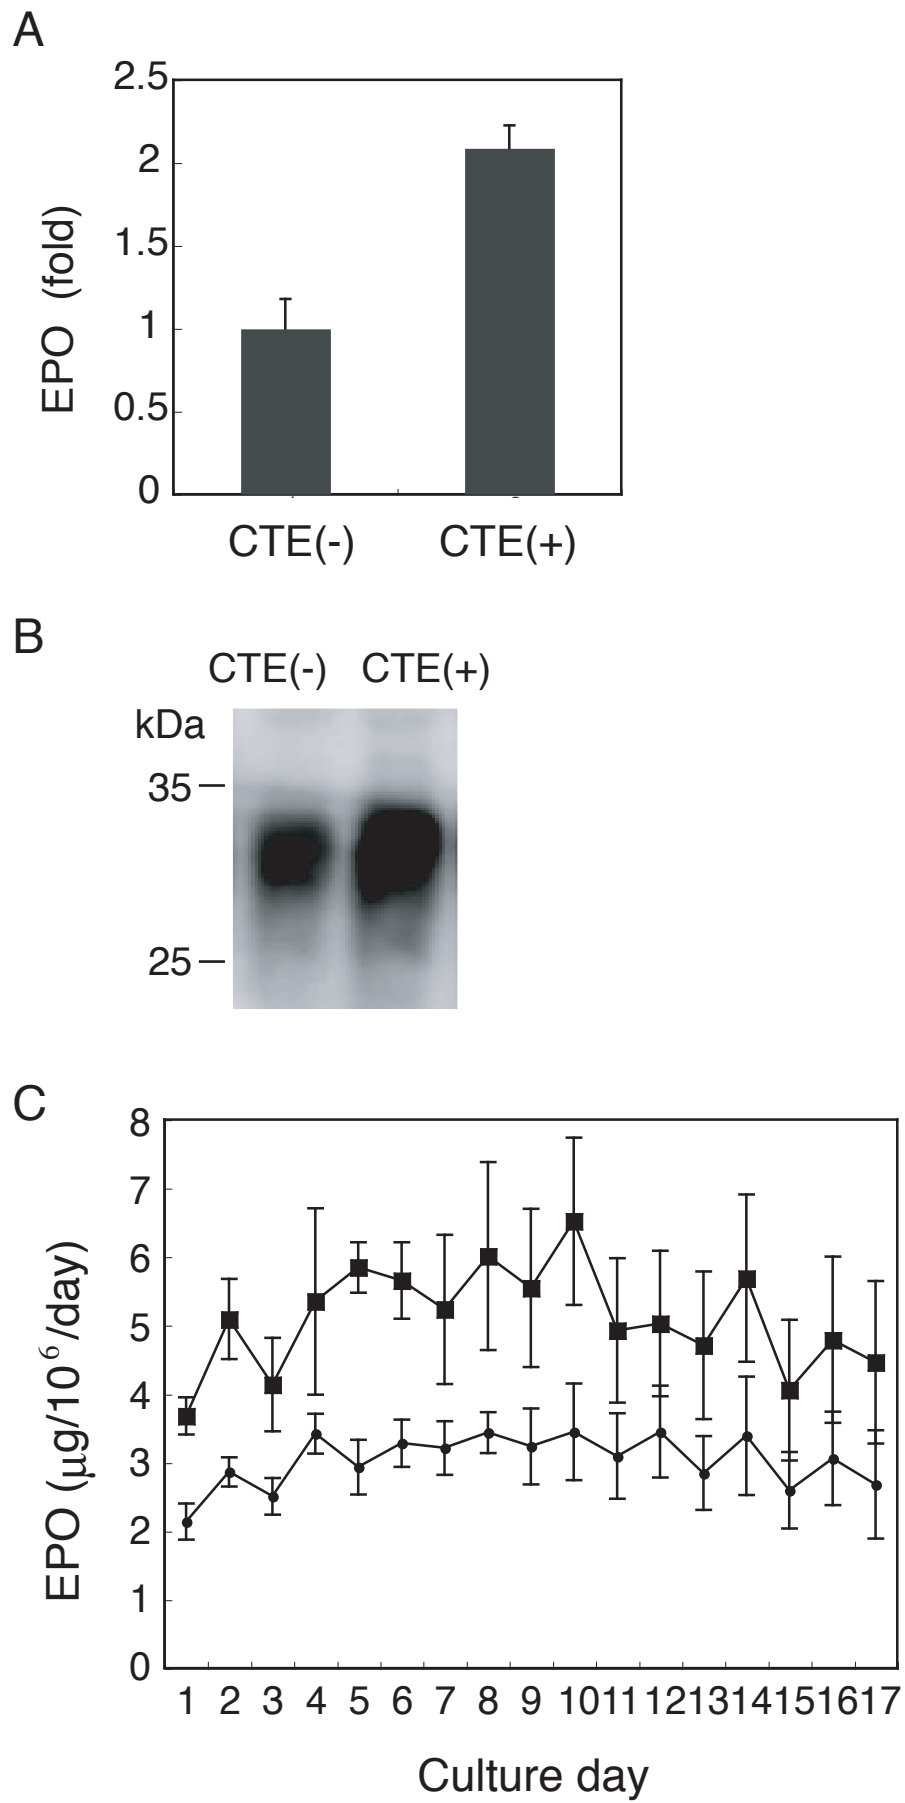 A
2.5
2
1.5
1
0.5
0
EPO (fold)
CTE(-) CTE(+)
B
CTE(-) CTE(+)
kDa
35
25
C
8
7
6
5
4
3
2
1
0
EPO (μg/10⁶/day)
1 2 3 4 5 6 7 8 9 10 11 12 13 14 15 16 17
Culture day